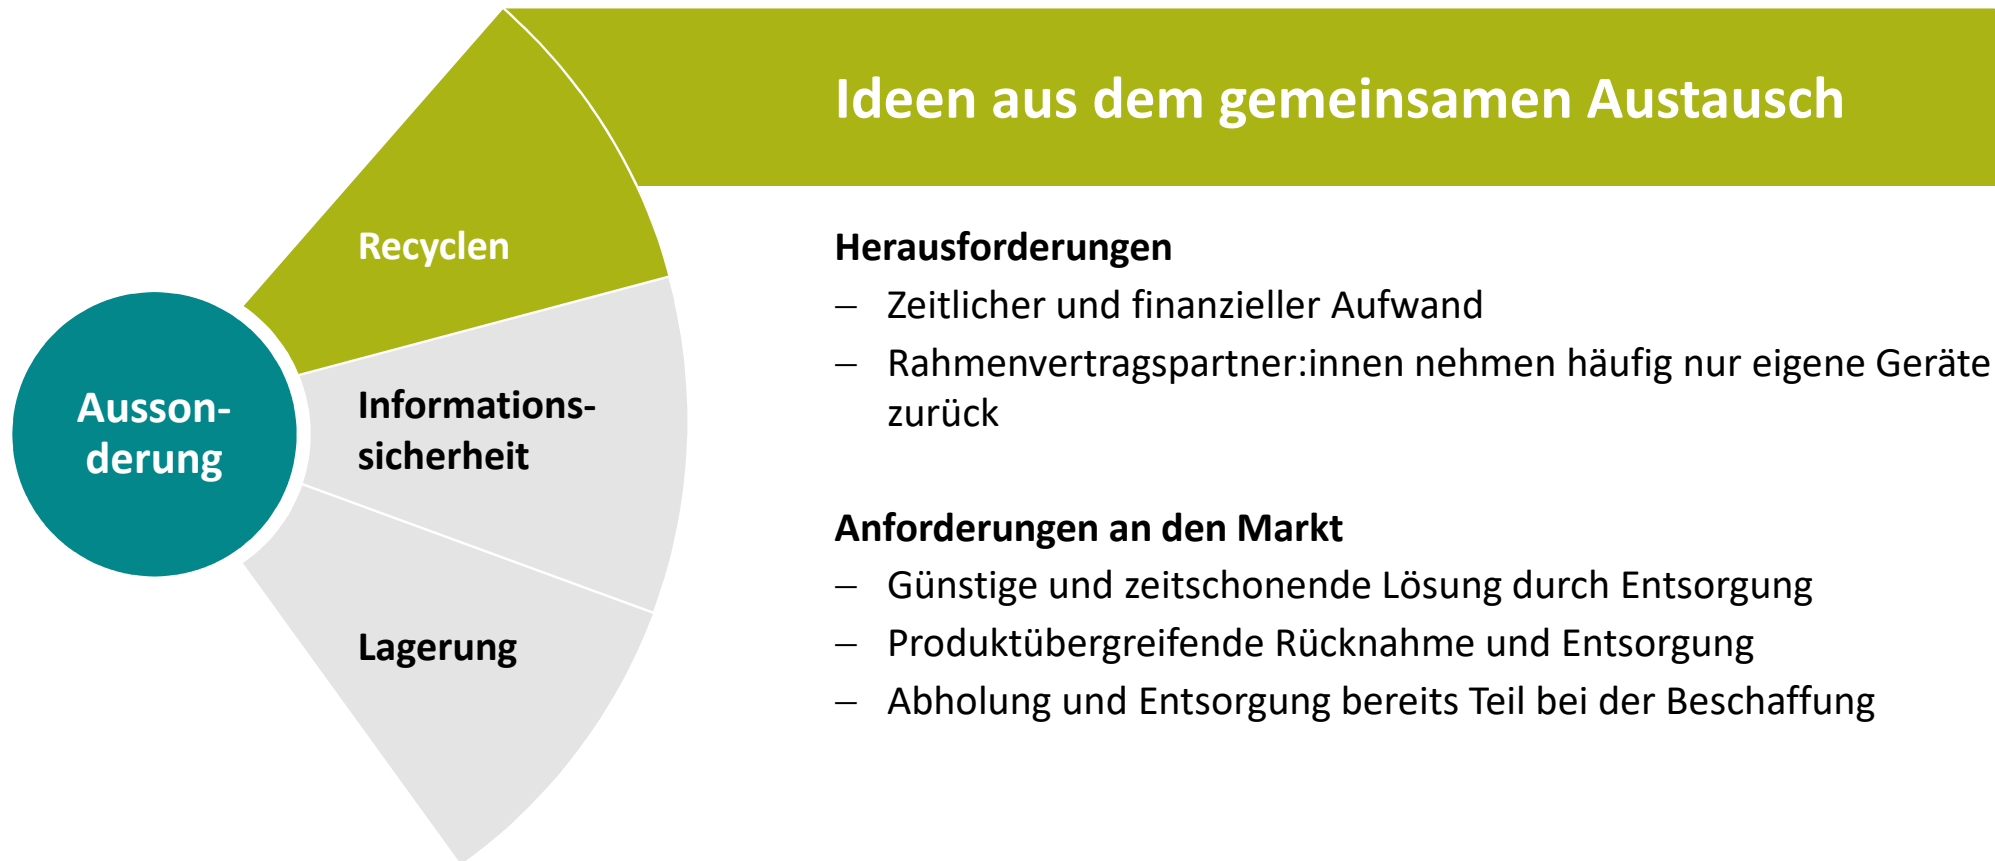 Ideen aus dem gemeinsamen Austausch
Recyclen
Informations-
sicherheit
Lagerung
Ausson-
derung
Herausforderungen
– Zeitlicher und finanzieller Aufwand
– Rahmenvertragspartner:innen nehmen häufig nur eigene Geräte
zurück
Anforderungen an den Markt
– Günstige und zeitschonende Lösung durch Entsorgung
– Produktübergreifende Rücknahme und Entsorgung
– Abholung und Entsorgung bereits Teil bei der Beschaffung